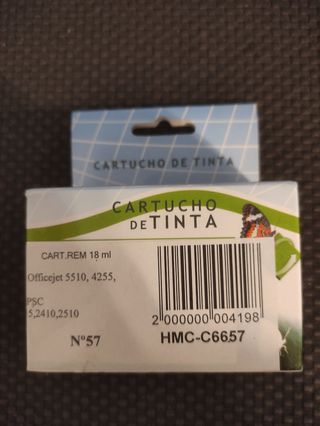 CARTUCHO DE TINTA
CARTUCHO
DE TINTA
CART.REM 18 ml
Officejet 5510, 4255,
PSC
5,2410,2510
Nº57
2 000000 004198
HMC-C6657